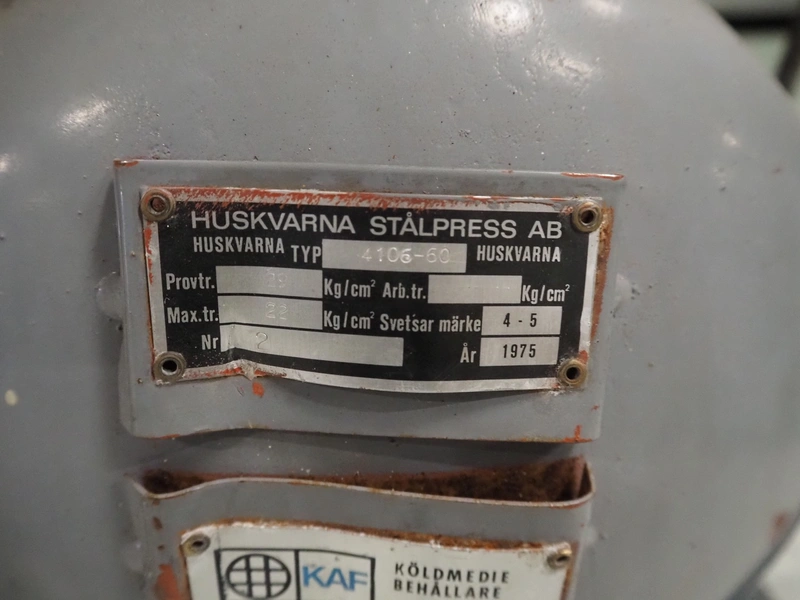 HUSKVARNA STÅLPRESS AB
HUSKVARNA TYP 4106-60 HUSKVARNA
Provtr. Kg/cm² Arb.tr. Kg/cm²
Max.tr. 22 Kg/cm² Svetsar märke 4 - 5
Nr 2 År 1975
KAF KÖLDMEDIE
BEHÅLLARE